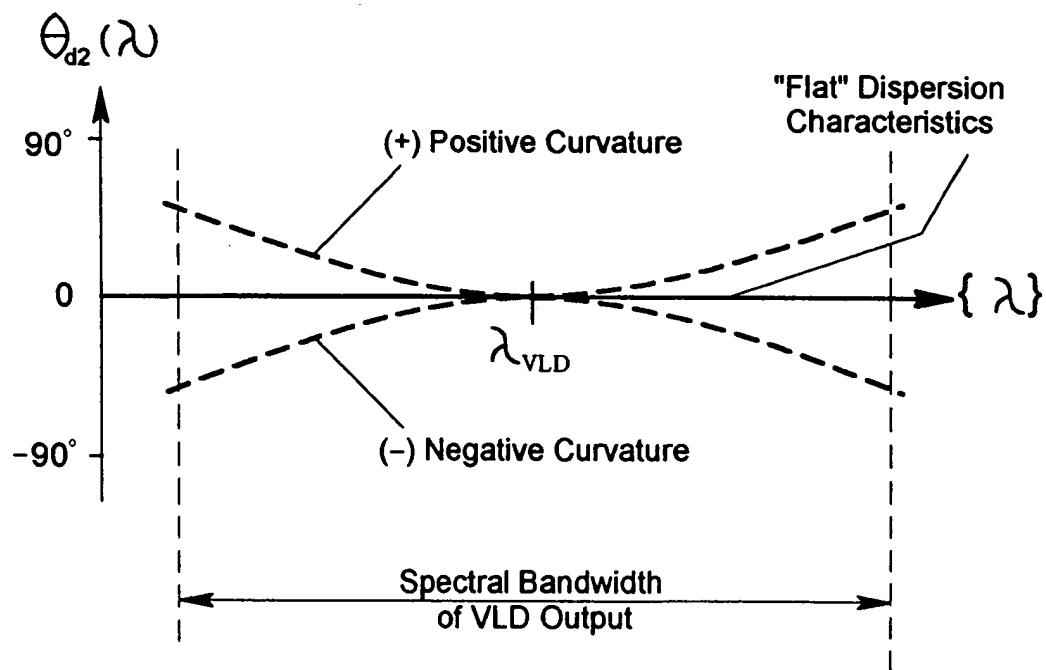 θd2 (λ)
"Flat" Dispersion
Characteristics
90°
(+) Positive Curvature
0
{ λ }
λVLD
-90°
(-) Negative Curvature
Spectral Bandwidth
of VLD Output